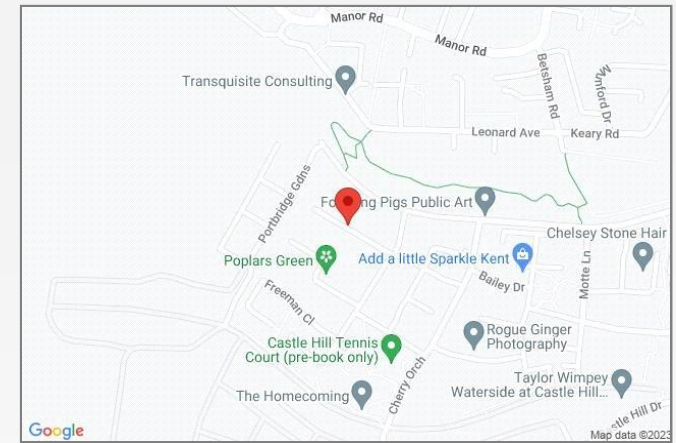 Manor Rd
Manor Rd
Transquisite Consulting
Betsham Rd
Mumford Dr
Leonard Ave
Keary Rd
Portbridge Gdns
Pigs Public Art
Chelsey Stone Hair
Poplars Green
Add a little Sparkle Kent
Bailey Dr
Motte Ln
Freeman Cl
Castle Hill Tennis
Court (pre-book only)
Rogue Ginger
Photography
Cherry Orch
The Homecoming
Taylor Wimpey
Waterside at Castle Hill...
Hill Dr
Google
Map data ©2023